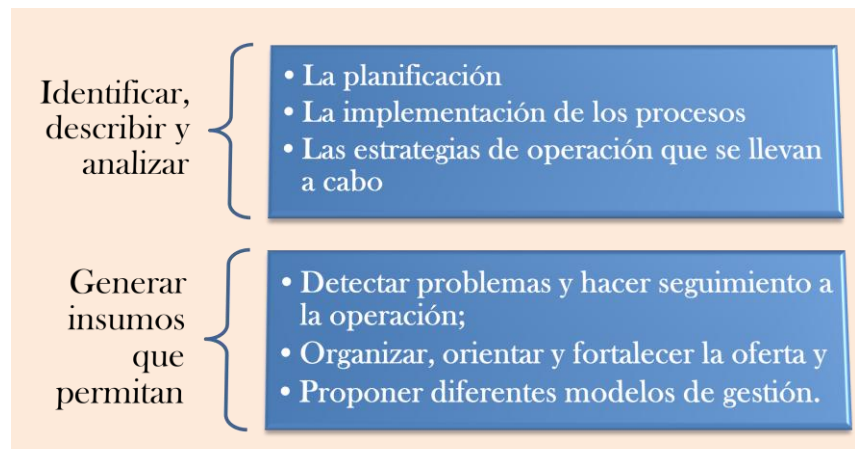 Identificar,
describir y
analizar
• La planificación
• La implementación de los procesos
• Las estrategias de operación que se llevan
a cabo
Generar
insumos
que
permitan
• Detectar problemas y hacer seguimiento a
la operación;
• Organizar, orientar y fortalecer la oferta y
• Proponer diferentes modelos de gestión.